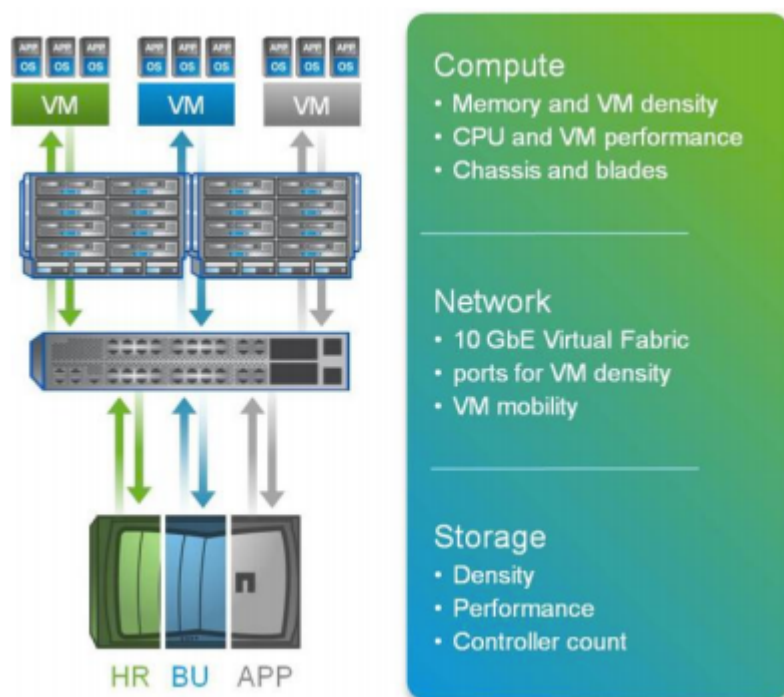 APP APP APP APP APP APP APP APP APP
OS OS OS OS OS OS OS OS OS
VM VM VM
HR BU APP
Compute
• Memory and VM density
• CPU and VM performance
• Chassis and blades
Network
• 10 GbE Virtual Fabric
• ports for VM density
• VM mobility
Storage
• Density
• Performance
• Controller count